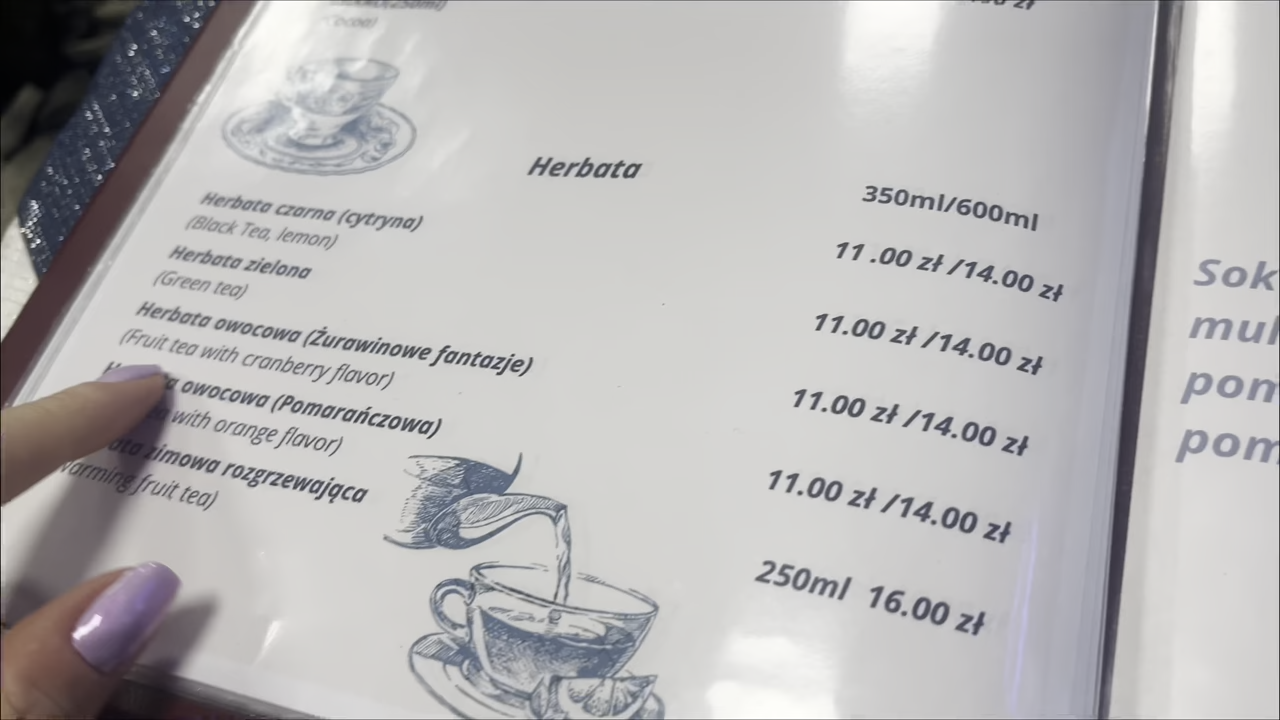 (250ml)
Herbata
350ml/600ml
Herbata czarna (cytryna)
11.00 zł /14.00 zł
(Black Tea, lemon)
Herbata zielona
11.00 zł /14.00 zł
(Green tea)
Herbata owocowa (Żurawinowe fantazje)
11.00 zł /14.00 zł
(Fruit tea with cranberry flavor)
owocowa (Pomarańczowa)
11.00 zł /14.00 zł
with orange flavor)
zimowa rozgrzewająca
250ml 16.00 zł
warming fruit tea)
Sok